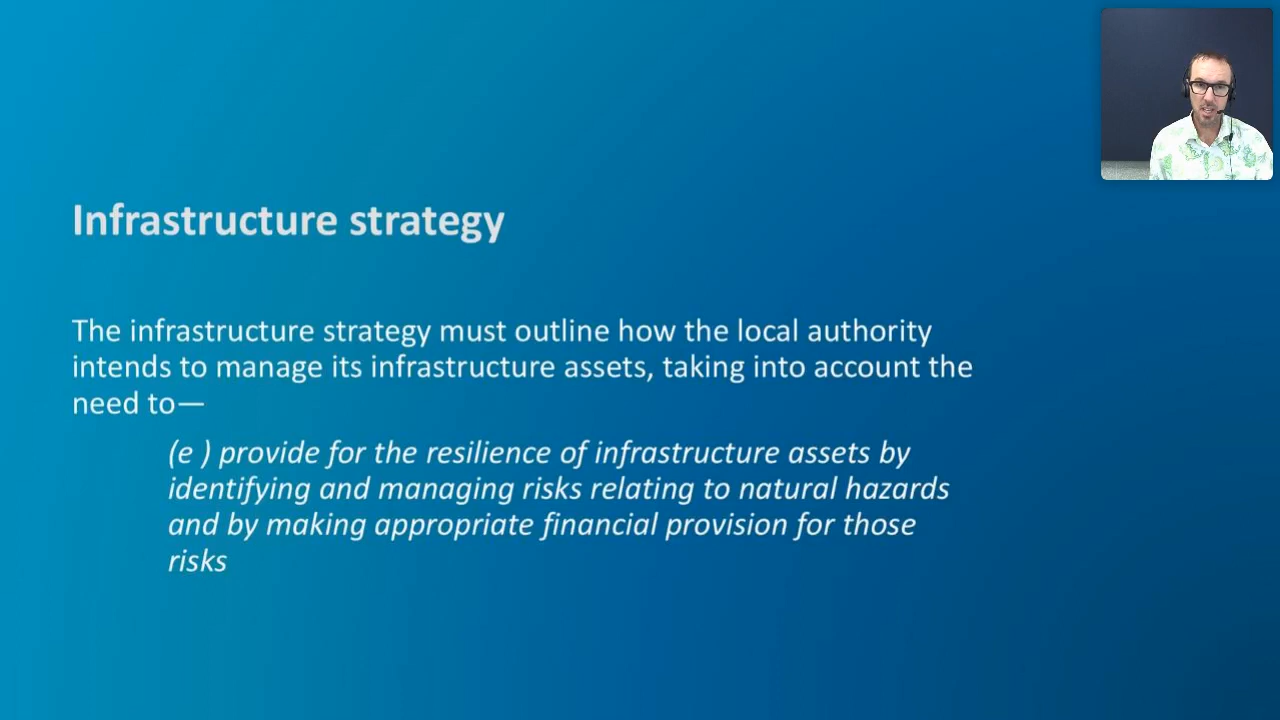 Infrastructure strategy
The infrastructure strategy must outline how the local authority
intends to manage its infrastructure assets, taking into account the
need to—
(e ) provide for the resilience of infrastructure assets by
identifying and managing risks relating to natural hazards
and by making appropriate financial provision for those
risks